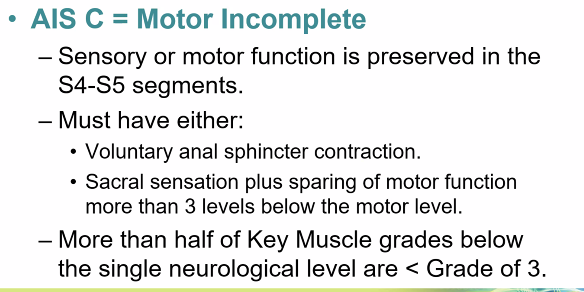 • AIS C = Motor Incomplete
– Sensory or motor function is preserved in the
S4-S5 segments.
– Must have either:
• Voluntary anal sphincter contraction.
• Sacral sensation plus sparing of motor function
more than 3 levels below the motor level.
– More than half of Key Muscle grades below
the single neurological level are < Grade of 3.